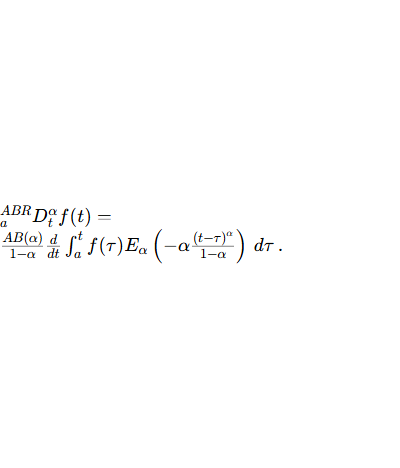 ${}^{ABR}_{a}D^{\alpha}_{t} f(t) =$
$\frac{AB(\alpha)}{1-\alpha} \frac{d}{dt} \int_{a}^{t} f(\tau) E_{\alpha} \left( -\alpha \frac{(t-\tau)^{\alpha}}{1-\alpha} \right) \, d\tau \, .$